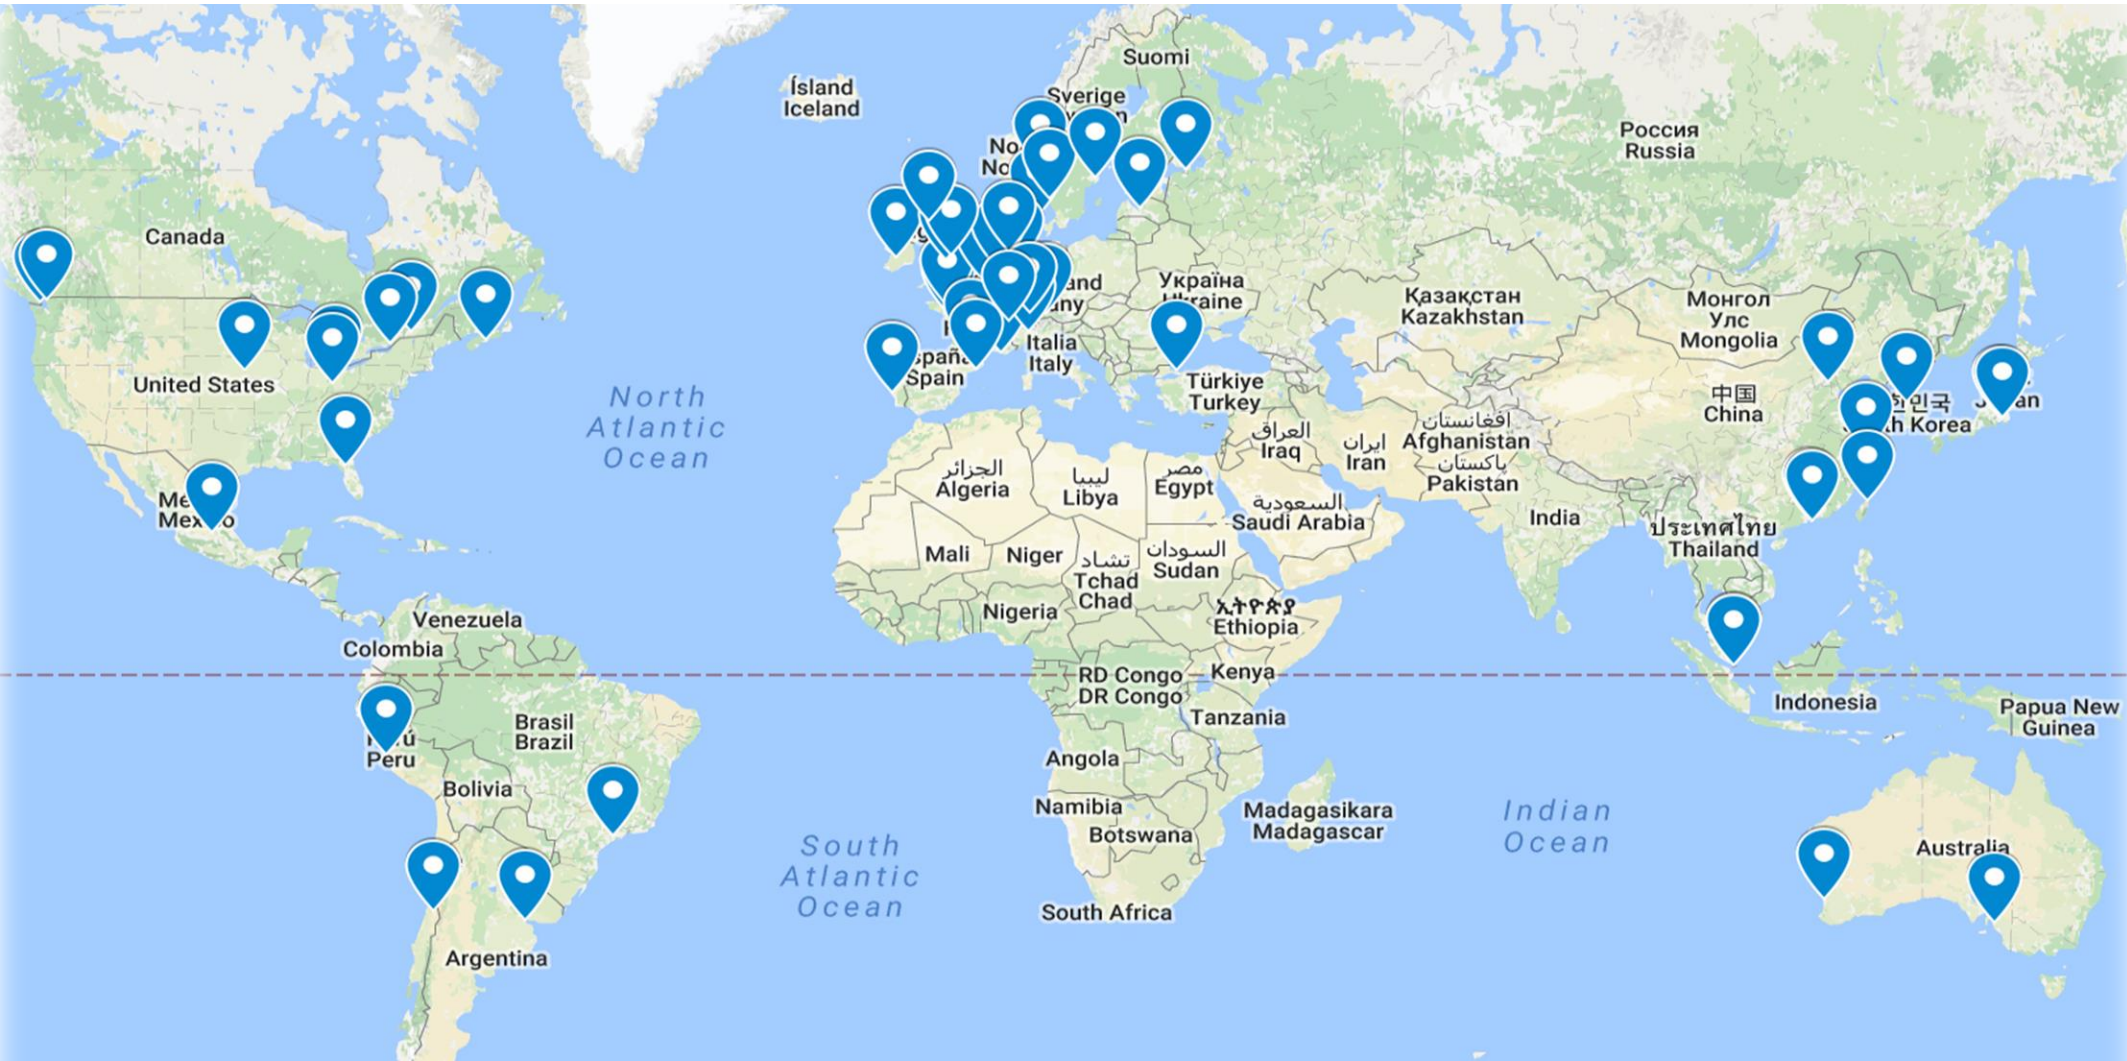 Suomi
Ísland
Iceland
Sverige
Россия
Russia
Canada
Україна
Ukraine
Қазақстан
Kazakhstan
Монгол
Улс
Mongolia
Italia
Italy
United States
Spain
Türkiye
Turkey
中国
China
North
Atlantic
Ocean
العراق
Iraq
ایران
Iran
افغانستان
Afghanistan
پاکستان
Pakistan
الجزائر
Algeria
ليبيا
Libya
مصر
Egypt
السعودية
Saudi Arabia
Mexico
India
ประเทศไทย
Thailand
Mali
Niger
تشاد
Tchad
Chad
السودان
Sudan
Nigeria
ኢትዮጵያ
Ethiopia
Venezuela
Colombia
RD Congo
DR Congo
Kenya
Indonesia
Papua New
Guinea
Tanzania
Brasil
Brazil
Peru
Angola
Bolivia
Namibia
Botswana
Madagasikara
Madagascar
Indian
Ocean
South
Atlantic
Ocean
Australia
South Africa
Argentina